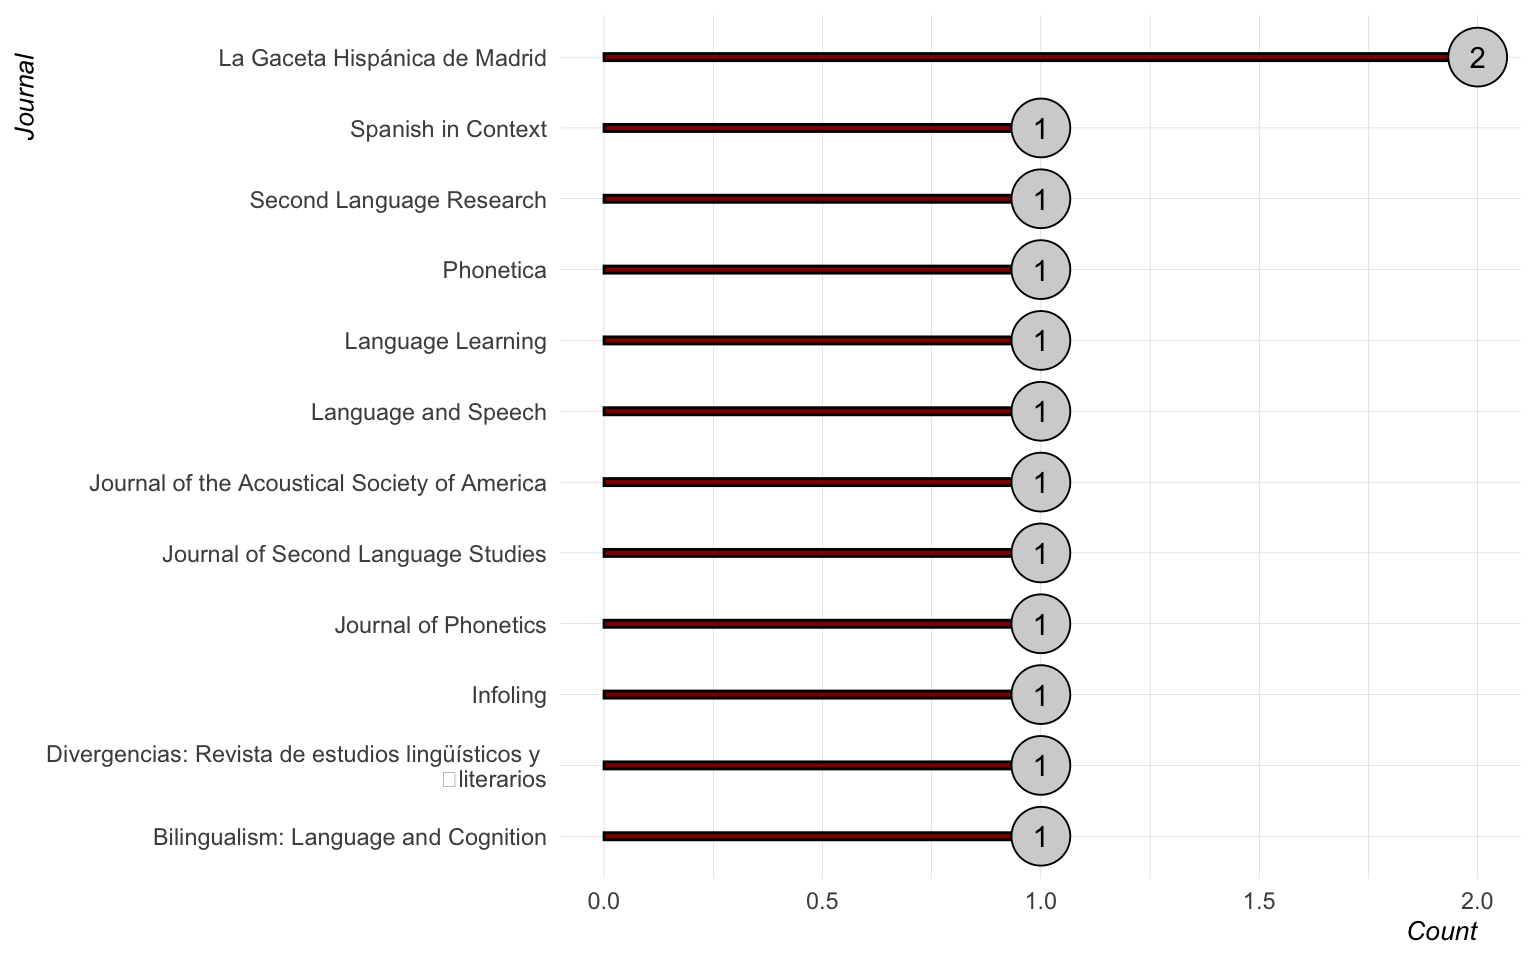 Journal
La Gaceta Hispánica de Madrid
2
Spanish in Context
1
Second Language Research
1
Phonetica
1
Language Learning
1
Language and Speech
1
Journal of the Acoustical Society of America
1
Journal of Second Language Studies
1
Journal of Phonetics
1
Infoling
1
Divergencias: Revista de estudios lingüísticos y
literarios
1
Bilingualism: Language and Cognition
1
0.0 0.5 1.0 1.5 2.0
Count